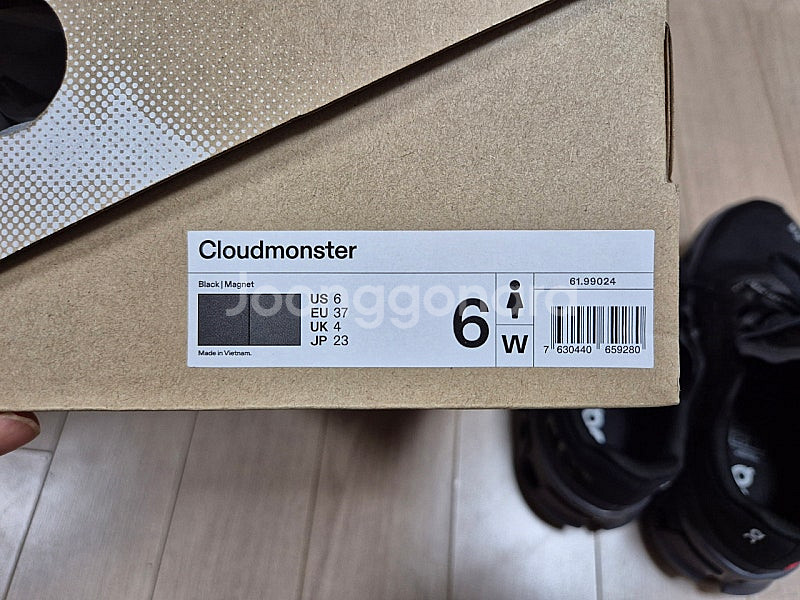 Cloudmonster
Black | Magnet
US 6
EU 37
UK 4
JP 23
Made in Vietnam.
6
W
61.99024
7 630440 659280
Joonggonara